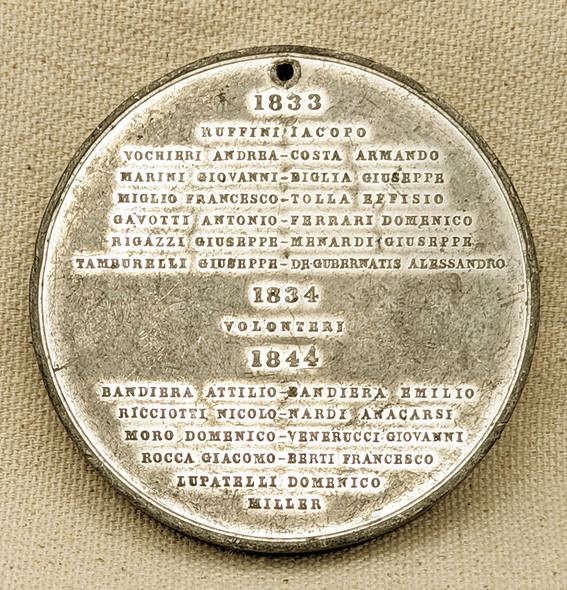 1833
RUFFINI IACOPO
VOCHIERI ANDREA-COSTA ARMANDO
MARINI GIOVANNI-BIGLIA GIUSEPPE
MIGLIO FRANCESCO-TOLLA EFFISIO
GAVOTTI ANTONIO-FERRARI DOMENICO
RIGAZZI GIUSEPPE-MENARDI GIUSEPPE
TAMBURELLI GIUSEPPE-DE-GUBERNATIS ALESSANDRO
1834
VOLONTERI
1844
BANDIERA ATTILIO-BANDIERA EMILIO
RICCIOTTI NICOLO-NARDI ANACARSI
MORO DOMENICO-VENERUCCI GIOVANNI
ROCCA GIACOMO-BERTI FRANCESCO
LUPATELLI DOMENICO
MILLER